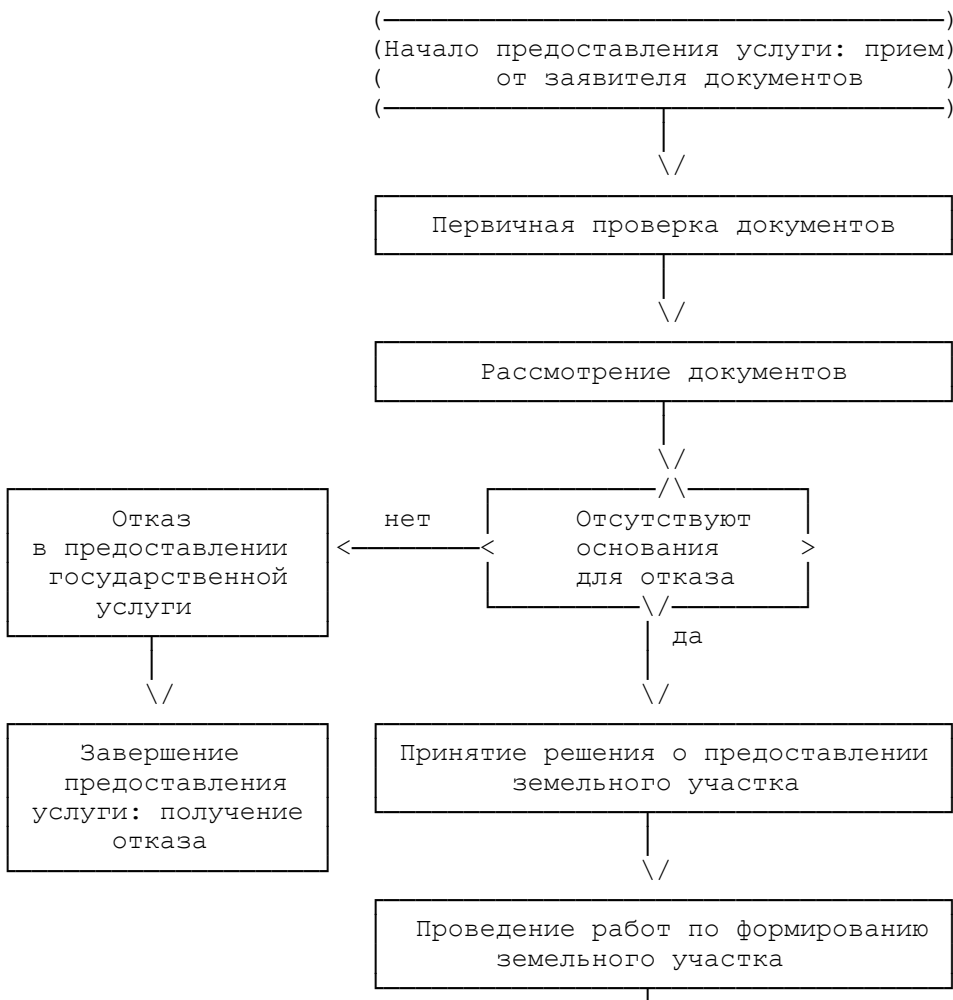 Начало предоставления услуги: прием
от заявителя документов
Первичная проверка документов
Рассмотрение документов
Отсутствуют
основания
для отказа
нет
Отказ
в предоставлении
государственной
услуги
да
Завершение
предоставления
услуги: получение
отказа
Принятие решения о предоставлении
земельного участка
Проведение работ по формированию
земельного участка